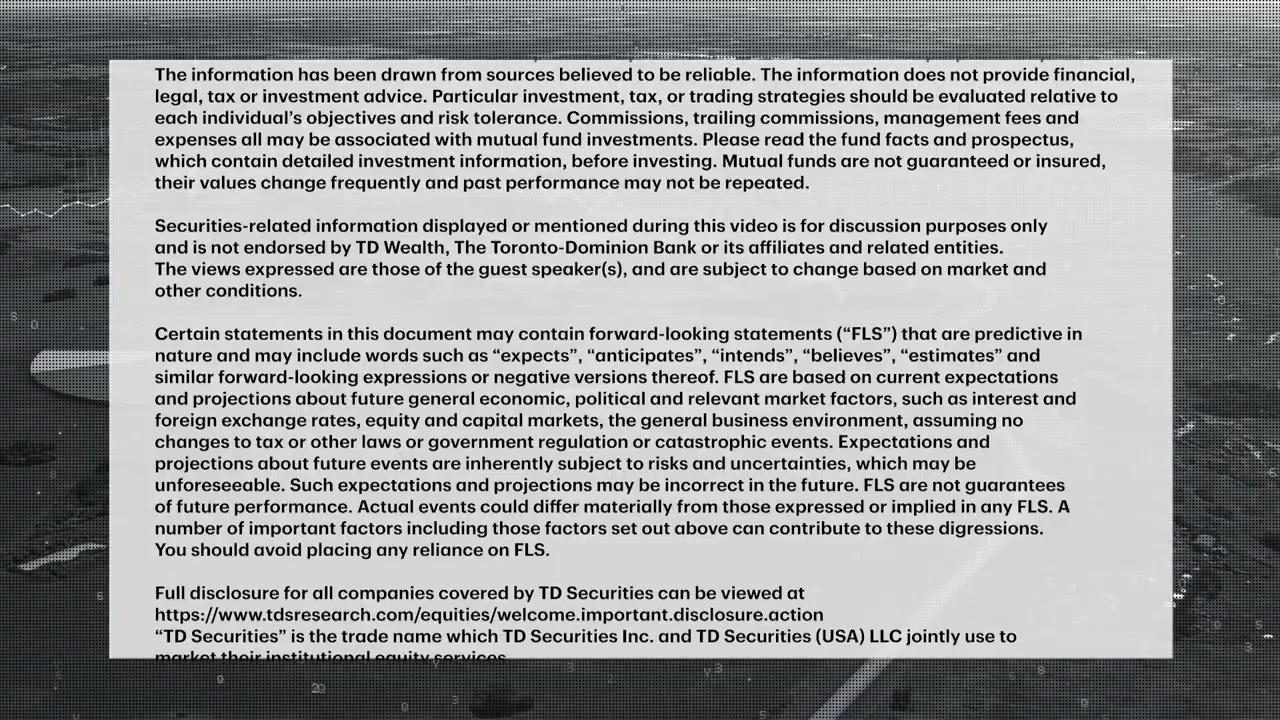 The information has been drawn from sources believed to be reliable. The information does not provide financial,
legal, tax or investment advice. Particular investment, tax, or trading strategies should be evaluated relative to
each individual’s objectives and risk tolerance. Commissions, trailing commissions, management fees and
expenses all may be associated with mutual fund investments. Please read the fund facts and prospectus,
which contain detailed investment information, before investing. Mutual funds are not guaranteed or insured,
their values change frequently and past performance may not be repeated.
Securities-related information displayed or mentioned during this video is for discussion purposes only
and is not endorsed by TD Wealth, The Toronto-Dominion Bank or its affiliates and related entities.
The views expressed are those of the guest speaker(s), and are subject to change based on market and
other conditions.
Certain statements in this document may contain forward-looking statements (“FLS”) that are predictive in
nature and may include words such as “expects”, “anticipates”, “intends”, “believes”, “estimates” and
similar forward-looking expressions or negative versions thereof. FLS are based on current expectations
and projections about future general economic, political and relevant market factors, such as interest and
foreign exchange rates, equity and capital markets, the general business environment, assuming no
changes to tax or other laws or government regulation or catastrophic events. Expectations and
projections about future events are inherently subject to risks and uncertainties, which may be
unforeseeable. Such expectations and projections may be incorrect in the future. FLS are not guarantees
of future performance. Actual events could differ materially from those expressed or implied in any FLS. A
number of important factors including those factors set out above can contribute to these digressions.
You should avoid placing any reliance on FLS.
Full disclosure for all companies covered by TD Securities can be viewed at
https://www.tdsresearch.com/equities/welcome.important.disclosure.action
“TD Securities” is the trade name which TD Securities Inc. and TD Securities (USA) LLC jointly use to
market their institutional equity services.